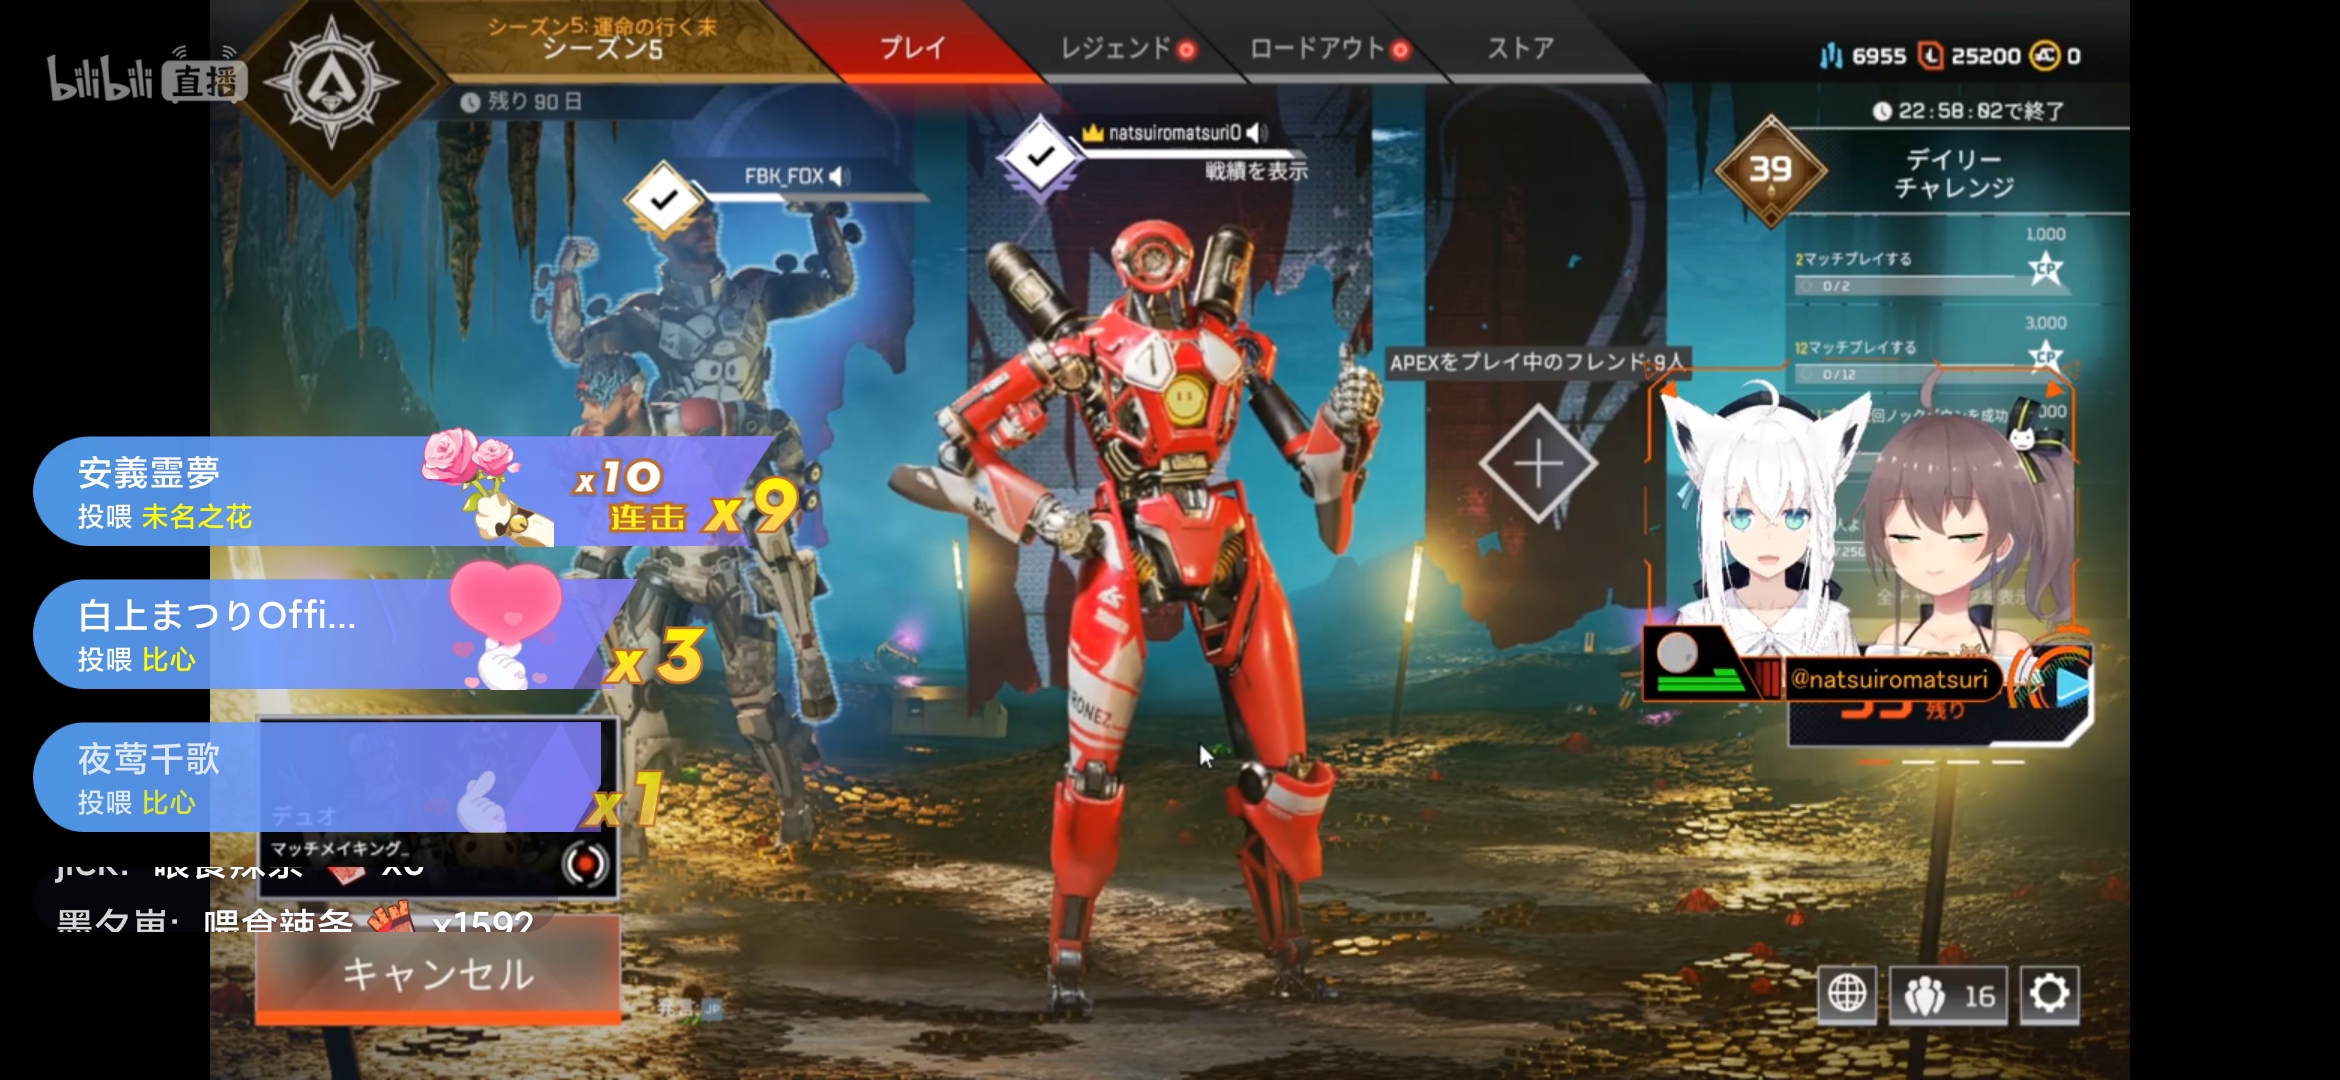 bilibili 直播
シーズン5: 運命の行く末
シーズン5
残り 90 日
プレイ
レジェンド
ロードアウト
ストア
6955
25200
0
22:58:02で終了
39
デイリー
チャレンジ
1,000
2マッチプレイする
0/2
3,000
12マッチプレイする
0/12
FBK_FOX
natsuiromatsuri0
戦績を表示
APEXをプレイ中のフレンド:9人
安義霊夢
投喂 未名之花
x10
连击 x9
白上まつりOffi...
投喂 比心
x3
夜莺千歌
投喂 比心
x1
デュオ
マッチメイキング_
喂食辣条 x1592
キャンセル
@natsuiromatsuri
残り
16